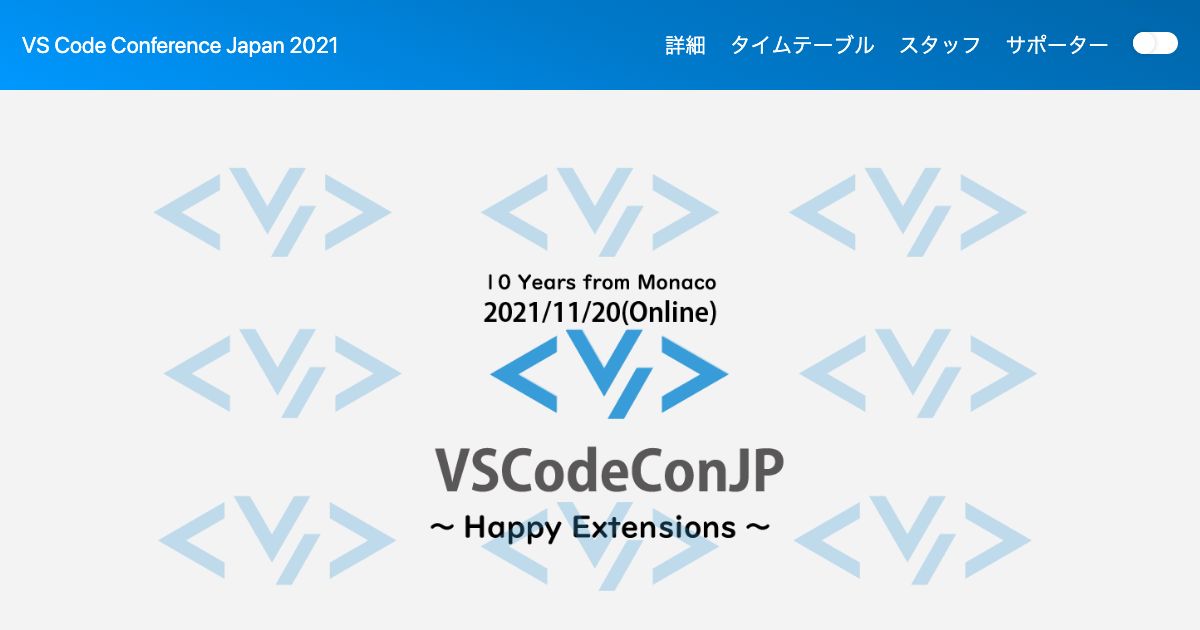 VS Code Conference Japan 2021 詳細 タイムテーブル スタッフ サポーター
10 Years from Monaco
2021/11/20(Online)
VSCodeConJP
～ Happy Extensions ～